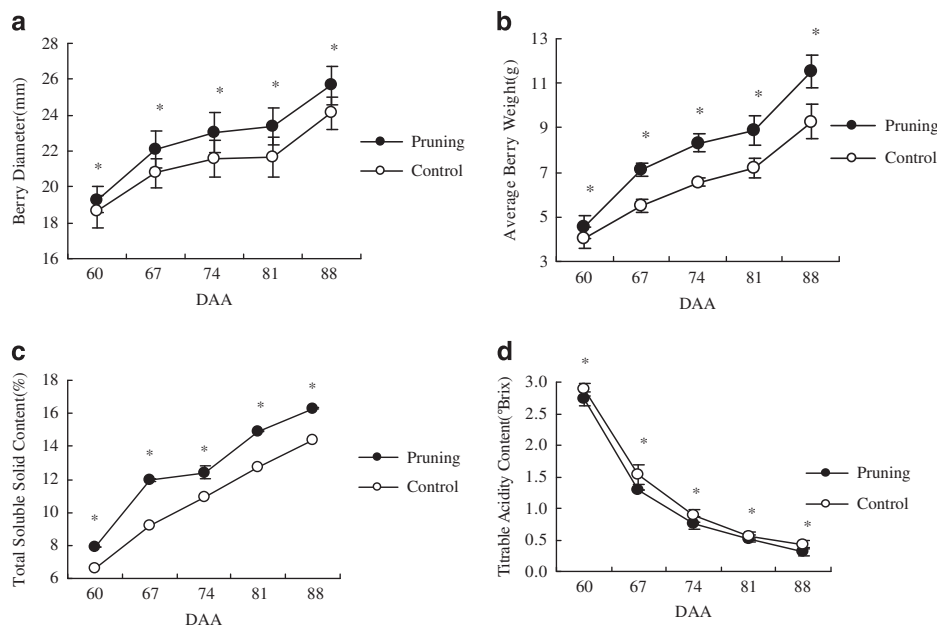 a
Berry Diameter(mm)
28
26
24
22
20
18
16
* * * * *
60 67 74 81 88
DAA
Pruning
Control
b
Average Berry Weight(g)
13
11
9
7
5
3
* * * * *
60 67 74 81 88
DAA
Pruning
Control
c
Total Soluble Solid Content(%)
18
16
14
12
10
8
6
* * * * *
60 67 74 81 88
DAA
Pruning
Control
d
Titrable Acidity Content(°Brix)
3.0
2.5
2.0
1.5
1.0
0.5
0.0
* * * * *
60 67 74 81 88
DAA
Pruning
Control